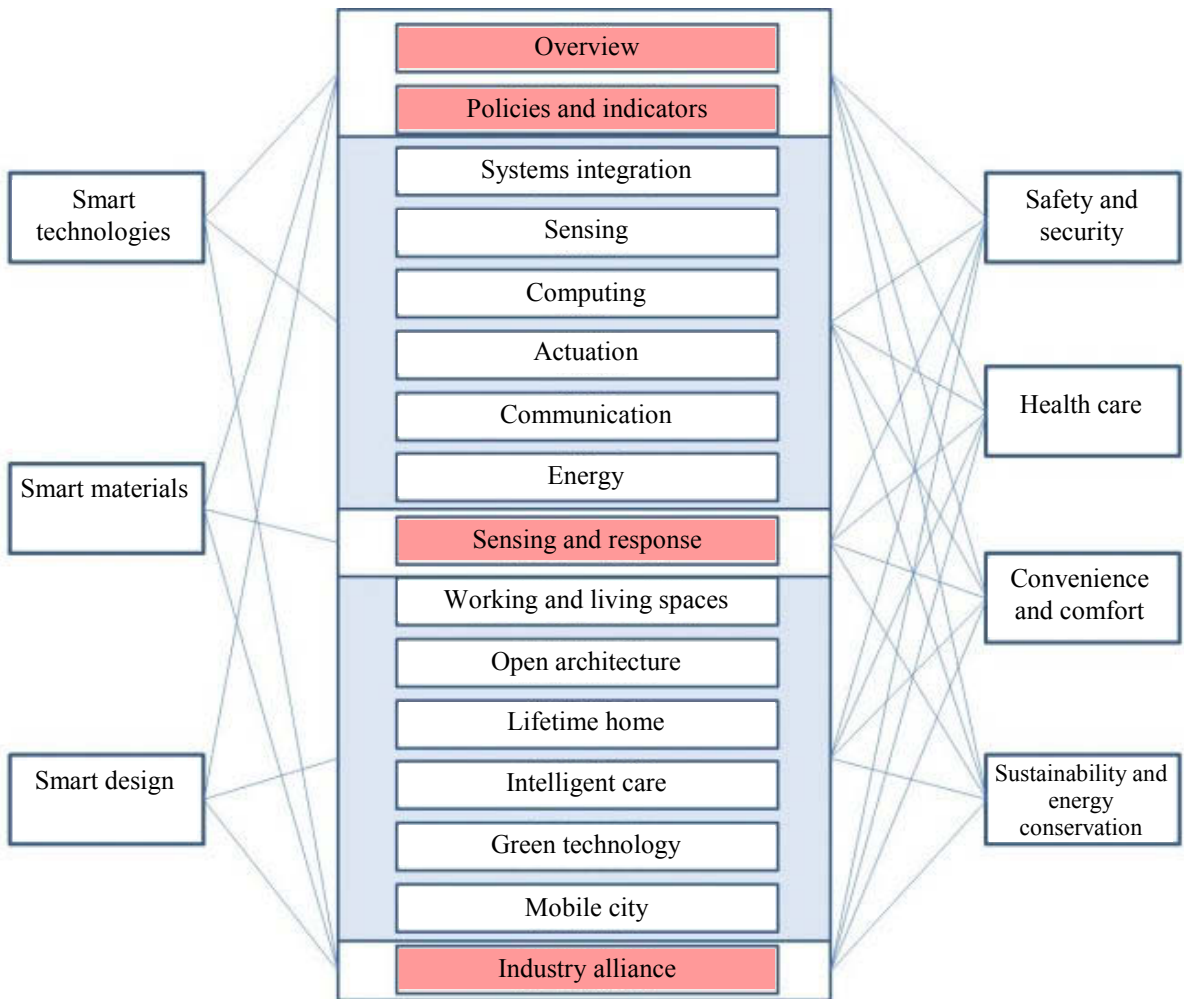 Overview
Policies and indicators
Systems integration
Sensing
Computing
Actuation
Communication
Energy
Sensing and response
Working and living spaces
Open architecture
Lifetime home
Intelligent care
Green technology
Mobile city
Industry alliance
Smart
technologies
Smart materials
Smart design
Safety and
security
Health care
Convenience
and comfort
Sustainability and
energy
conservation